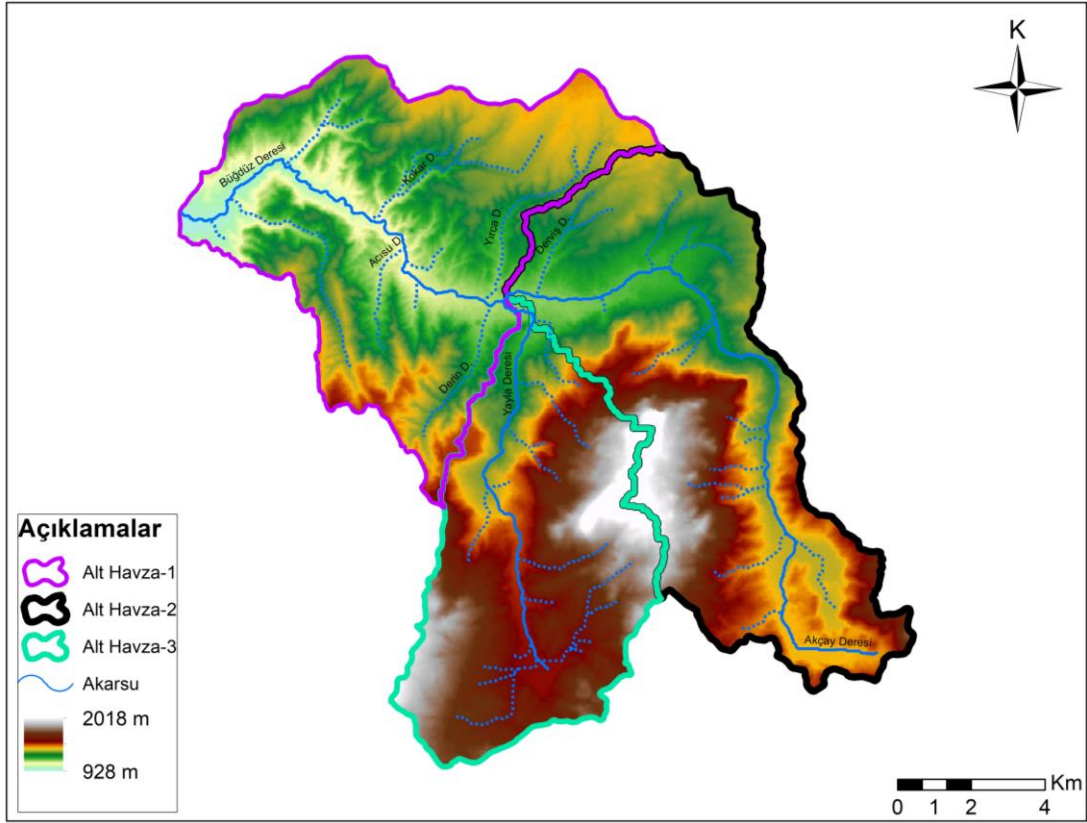 K
Büğdüz Deresi
Kokar D.
Yırca D.
Derviş D.
Acısu D.
Derin D.
Yayla Deresi
Akçay Deresi
Açıklamalar
Alt Havza-1
Alt Havza-2
Alt Havza-3
Akarsu
2018 m
928 m
Km
0 1 2 4